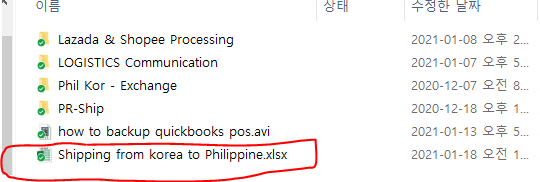 이름 상태 수정한 날짜
Lazada & Shopee Processing 2021-01-08 오후 2...
LOGISTICS Communication 2021-01-07 오후 5...
Phil Kor - Exchange 2020-12-07 오전 8...
PR-Ship 2020-12-18 오후 1...
how to backup quickbooks pos.avi 2021-01-13 오후 5...
Shipping from korea to Philippine.xlsx 2021-01-18 오전 1...